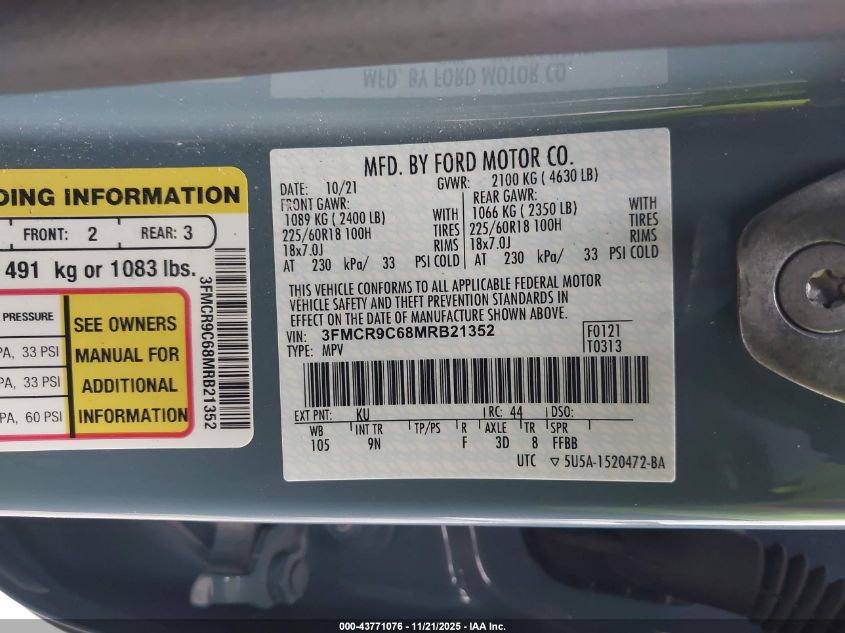 MFD. BY FORD MOTOR CO.
DING INFORMATION
FRONT: 2 REAR: 3
491 kg or 1083 lbs.
PRESSURE
PA, 33 PSI
PA, 33 PSI
PA, 60 PSI
SEE OWNERS
MANUAL FOR
ADDITIONAL
INFORMATION
3FMCR9C68MRB21352
MFD. BY FORD MOTOR CO.
DATE: 10/21 GVWR: 2100 KG ( 4630 LB)
FRONT GAWR: REAR GAWR:
1089 KG ( 2400 LB) WITH 1066 KG ( 2350 LB) WITH
225/60R18 100H TIRES 225/60R18 100H TIRES
18x7.0J RIMS 18x7.0J RIMS
AT 230 kPa/ 33 PSI COLD AT 230 kPa/ 33 PSI COLD
THIS VEHICLE CONFORMS TO ALL APPLICABLE FEDERAL MOTOR
VEHICLE SAFETY AND THEFT PREVENTION STANDARDS IN
EFFECT ON THE DATE OF MANUFACTURE SHOWN ABOVE.
VIN: 3FMCR9C68MRB21352 F0121
TYPE: MPV T0313
EXT PNT: KU RC: 44 DSO:
WB INT TR TP/PS R AXLE TR SPR
105 9N F 3D 8 FFBB
UTC ▽ 5U5A-1520472-BA
000-43771076 - 11/21/2025 - IAA Inc.